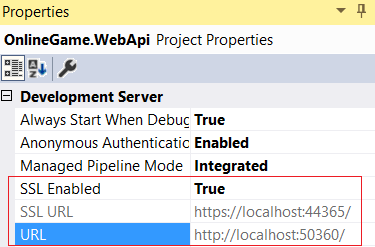 Properties
OnlineGame.WebApi Project Properties
Development Server
Always Start When Debug True
Anonymous Authentication Enabled
Managed Pipeline Mode Integrated
SSL Enabled True
SSL URL https://localhost:44365/
URL http://localhost:50360/